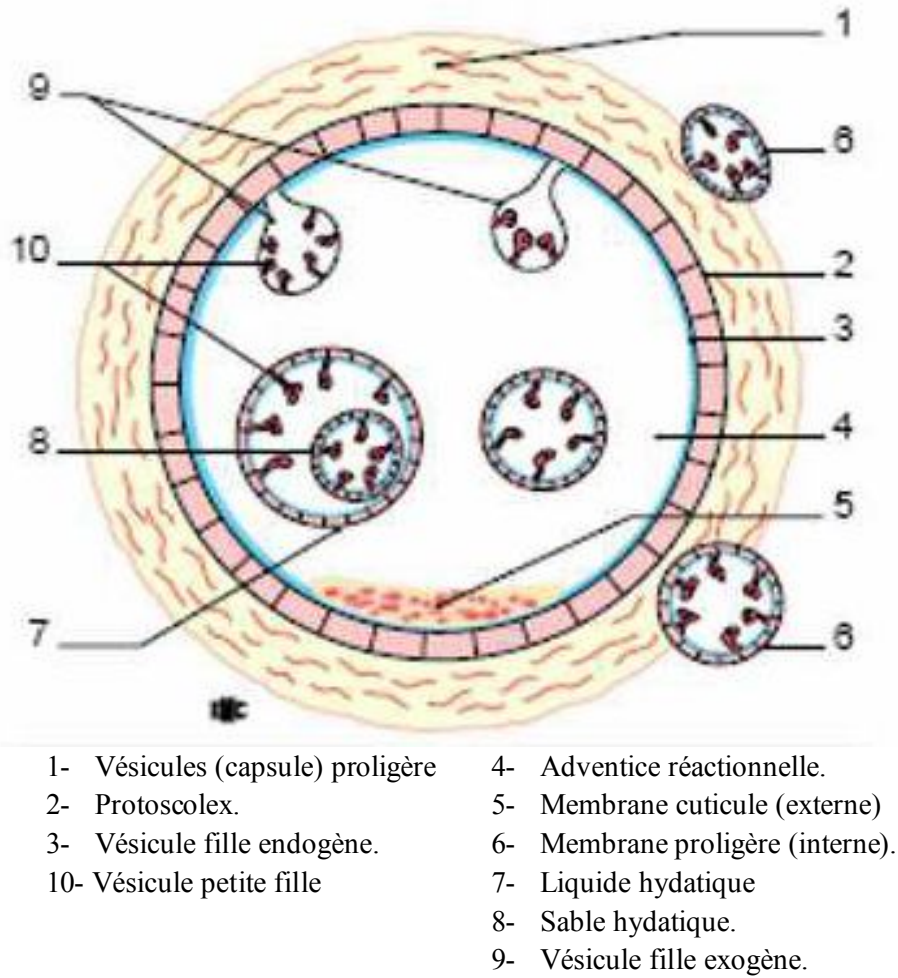 1
9
6
10
2
3
8
4
5
7
6
1- Vésicules (capsule) proligère
2- Protoscolex.
3- Vésicule fille endogène.
10- Vésicule petite fille
4- Adventice réactionnelle.
5- Membrane cuticule (externe)
6- Membrane proligère (interne).
7- Liquide hydatique
8- Sable hydatique.
9- Vésicule fille exogène.